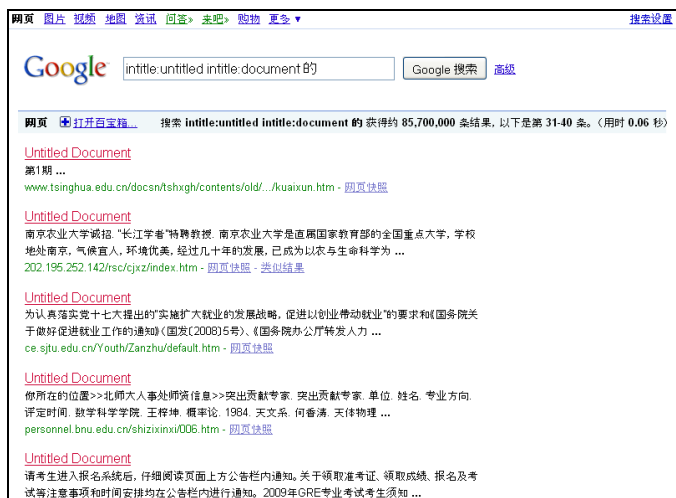 网页 图片 视频 地图 资讯 问答» 来吧» 购物 更多 ▼ 搜索设置
Google intitle:untitled intitle:document 的 Google 搜索 高级
网页 打开百宝箱... 搜索 intitle:untitled intitle:document 的 获得约 85,700,000 条结果，以下是第 31-40 条。（用时 0.06 秒）
Untitled Document
第1期 ...
www.tsinghua.edu.cn/docsn/tshxgh/contents/old/.../kuaixun.htm - 网页快照
Untitled Document
南京农业大学诚招. "长江学者"特聘教授. 南京农业大学是直属国家教育部的全国重点大学, 学校
地处南京, 气候宜人, 环境优美, 经过几十年的发展, 已成为以农与生命科学为 ...
202.195.252.142/rsc/cjxz/index.htm - 网页快照 - 类似结果
Untitled Document
为认真落实党十七大提出的"实施扩大就业的发展战略, 促进以创业带动就业"的要求和《国务院关
于做好促进就业工作的通知》（国发〔2008〕5号）、《国务院办公厅转发人力 ...
ce.sjtu.edu.cn/Youth/Zanzhu/default.htm - 网页快照
Untitled Document
你所在的位置>>北师大人事处师资信息>>突出贡献专家. 突出贡献专家. 单位. 姓名. 专业方向.
评定时间. 数学科学学院. 王梓坤. 概率论. 1984. 天文系. 何香涛. 天体物理 ...
personnel.bnu.edu.cn/shizixinxi/006.htm - 网页快照
Untitled Document
请考生进入报名系统后, 仔细阅读页面上方公告栏内通知。关于领取准考证、领取成绩、报名及考
试等注意事项和时间安排均在公告栏内进行通知。2009年GRE专业考试考生须知 ...